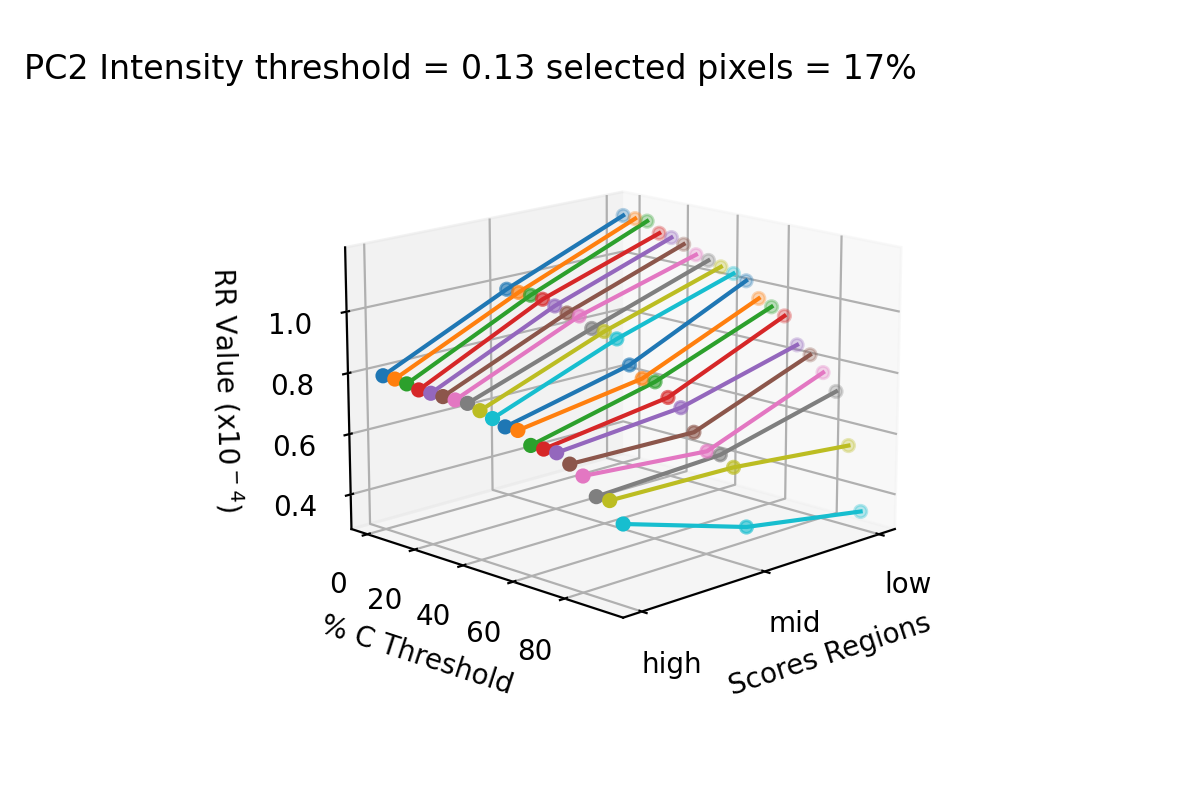 PC2 Intensity threshold = 0.13 selected pixels = 17%
RR Value (x10⁻⁴)
1.0
0.8
0.6
0.4
0
20
40
60
80
% C Threshold
high
mid
low
Scores Regions